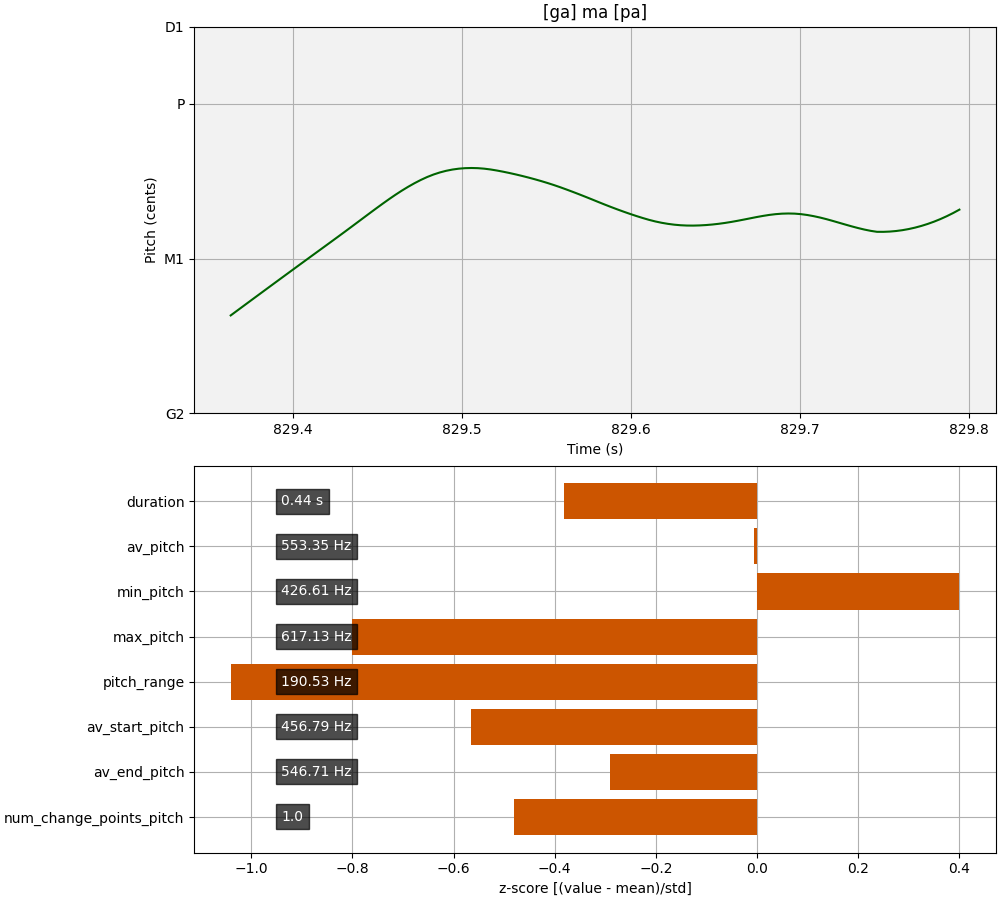 [ga] ma [pa]
D1
P
M1
G2
Pitch (cents)
829.4 829.5 829.6 829.7 829.8
Time (s)
duration 0.44 s
av_pitch 553.35 Hz
min_pitch 426.61 Hz
max_pitch 617.13 Hz
pitch_range 190.53 Hz
av_start_pitch 456.79 Hz
av_end_pitch 546.71 Hz
num_change_points_pitch 1.0
−1.0 −0.8 −0.6 −0.4 −0.2 0.0 0.2 0.4
z-score [(value - mean)/std]